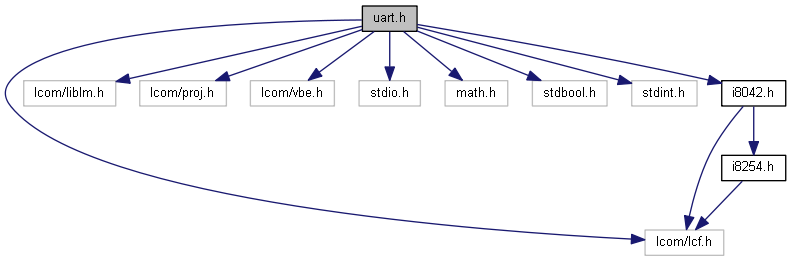 uart.h
lcom/liblm.h
lcom/proj.h
lcom/vbe.h
stdio.h
math.h
stdbool.h
stdint.h
i8042.h
i8254.h
lcom/lcf.h